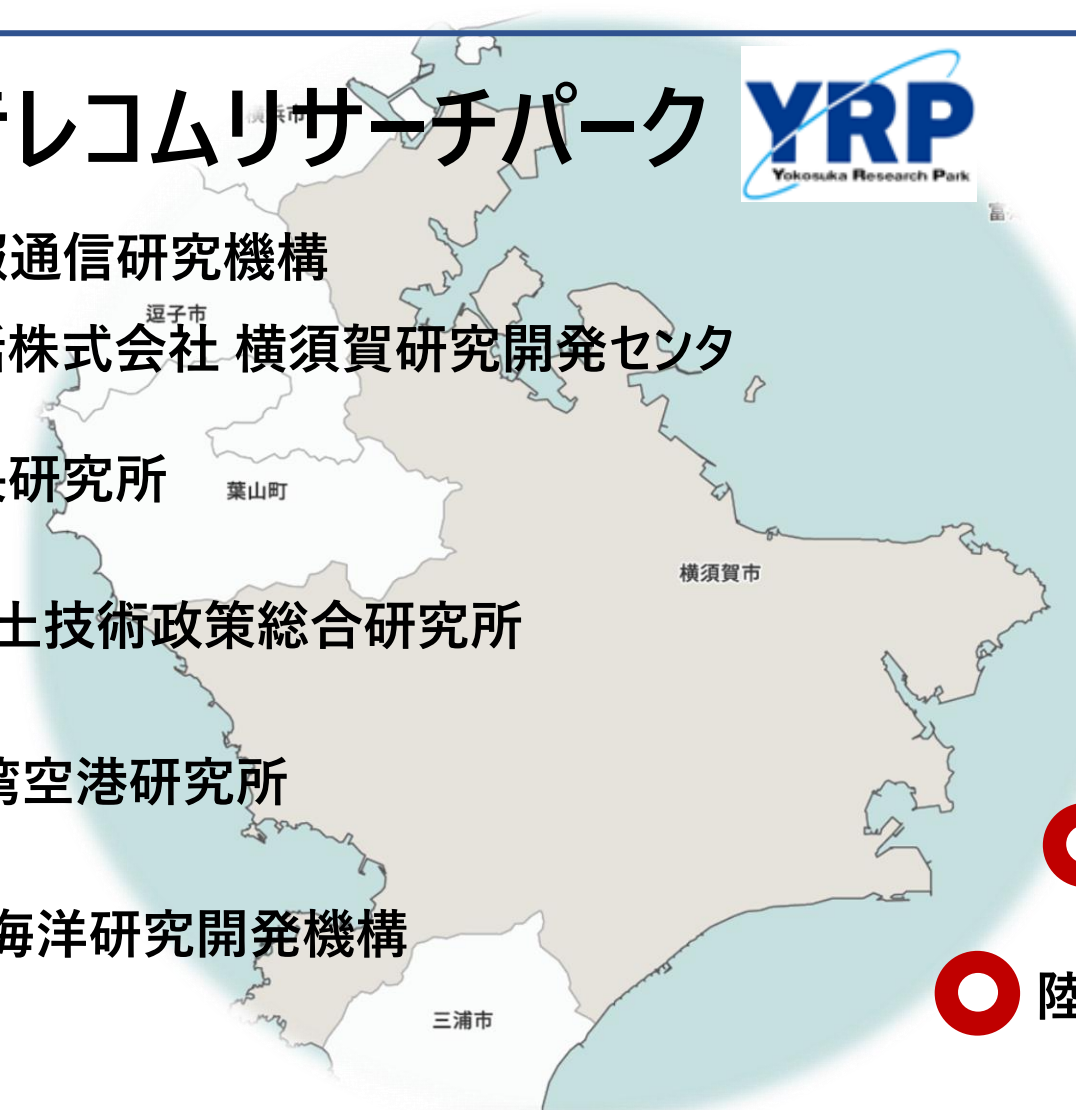 テレコムリサーチパーク
YRP
Yokosuka Research Park
横浜市
報通信研究機構
逗子市
株式会社 横須賀研究開発センタ
研究所
葉山町
横須賀市
土技術政策総合研究所
湾空港研究所
海洋研究開発機構
三浦市
陸